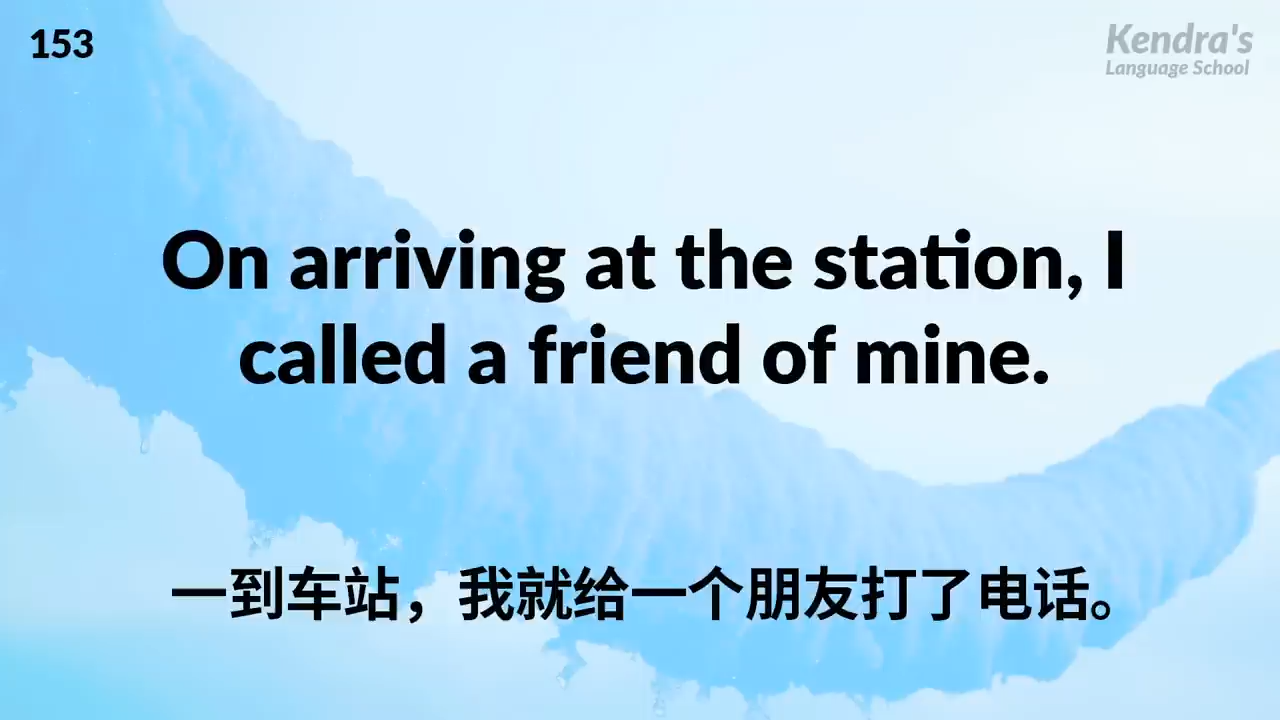 153
Kendra's
Language School
On arriving at the station, I
called a friend of mine.
一到车站，我就给一个朋友打了电话。